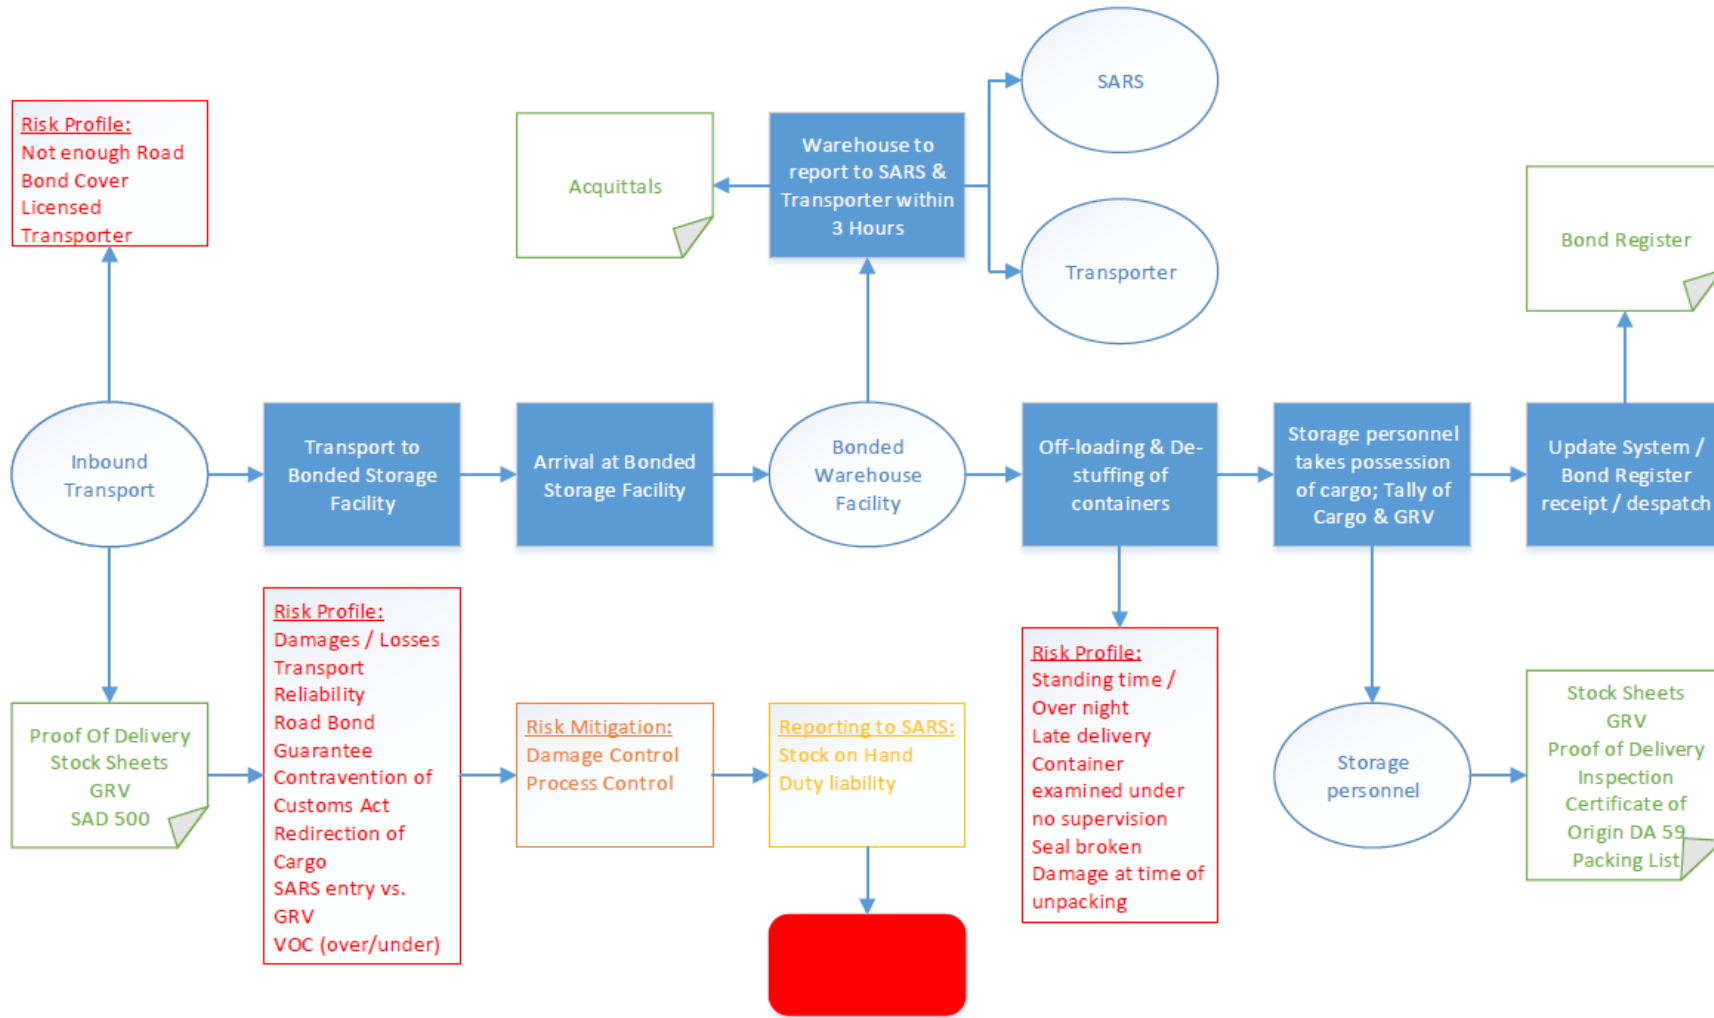 SARS
Risk Profile:
Not enough Road
Bond Cover
Licensed
Transporter
Acquittals
Warehouse to
report to SARS &
Transporter within
3 Hours
Transporter
Bond Register
Inbound
Transport
Transport to
Bonded Storage
Facility
Arrival at Bonded
Storage Facility
Bonded
Warehouse
Facility
Off-loading & De-
stuffing of
containers
Storage personnel
takes possession
of cargo; Tally of
Cargo & GRV
Update System /
Bond Register
receipt / despatch
Proof Of Delivery
Stock Sheets
GRV
SAD 500
Risk Profile:
Damages / Losses
Transport
Reliability
Road Bond
Guarantee
Contravention of
Customs Act
Redirection of
Cargo
SARS entry vs.
GRV
VOC (over/under)
Risk Mitigation:
Damage Control
Process Control
Reporting to SARS:
Stock on Hand
Duty liability
Risk Profile:
Standing time /
Over night
Late delivery
Container
examined under
no supervision
Seal broken
Damage at time of
unpacking
Storage
personnel
Stock Sheets
GRV
Proof of Delivery
Inspection
Certificate of
Origin DA 59
Packing List